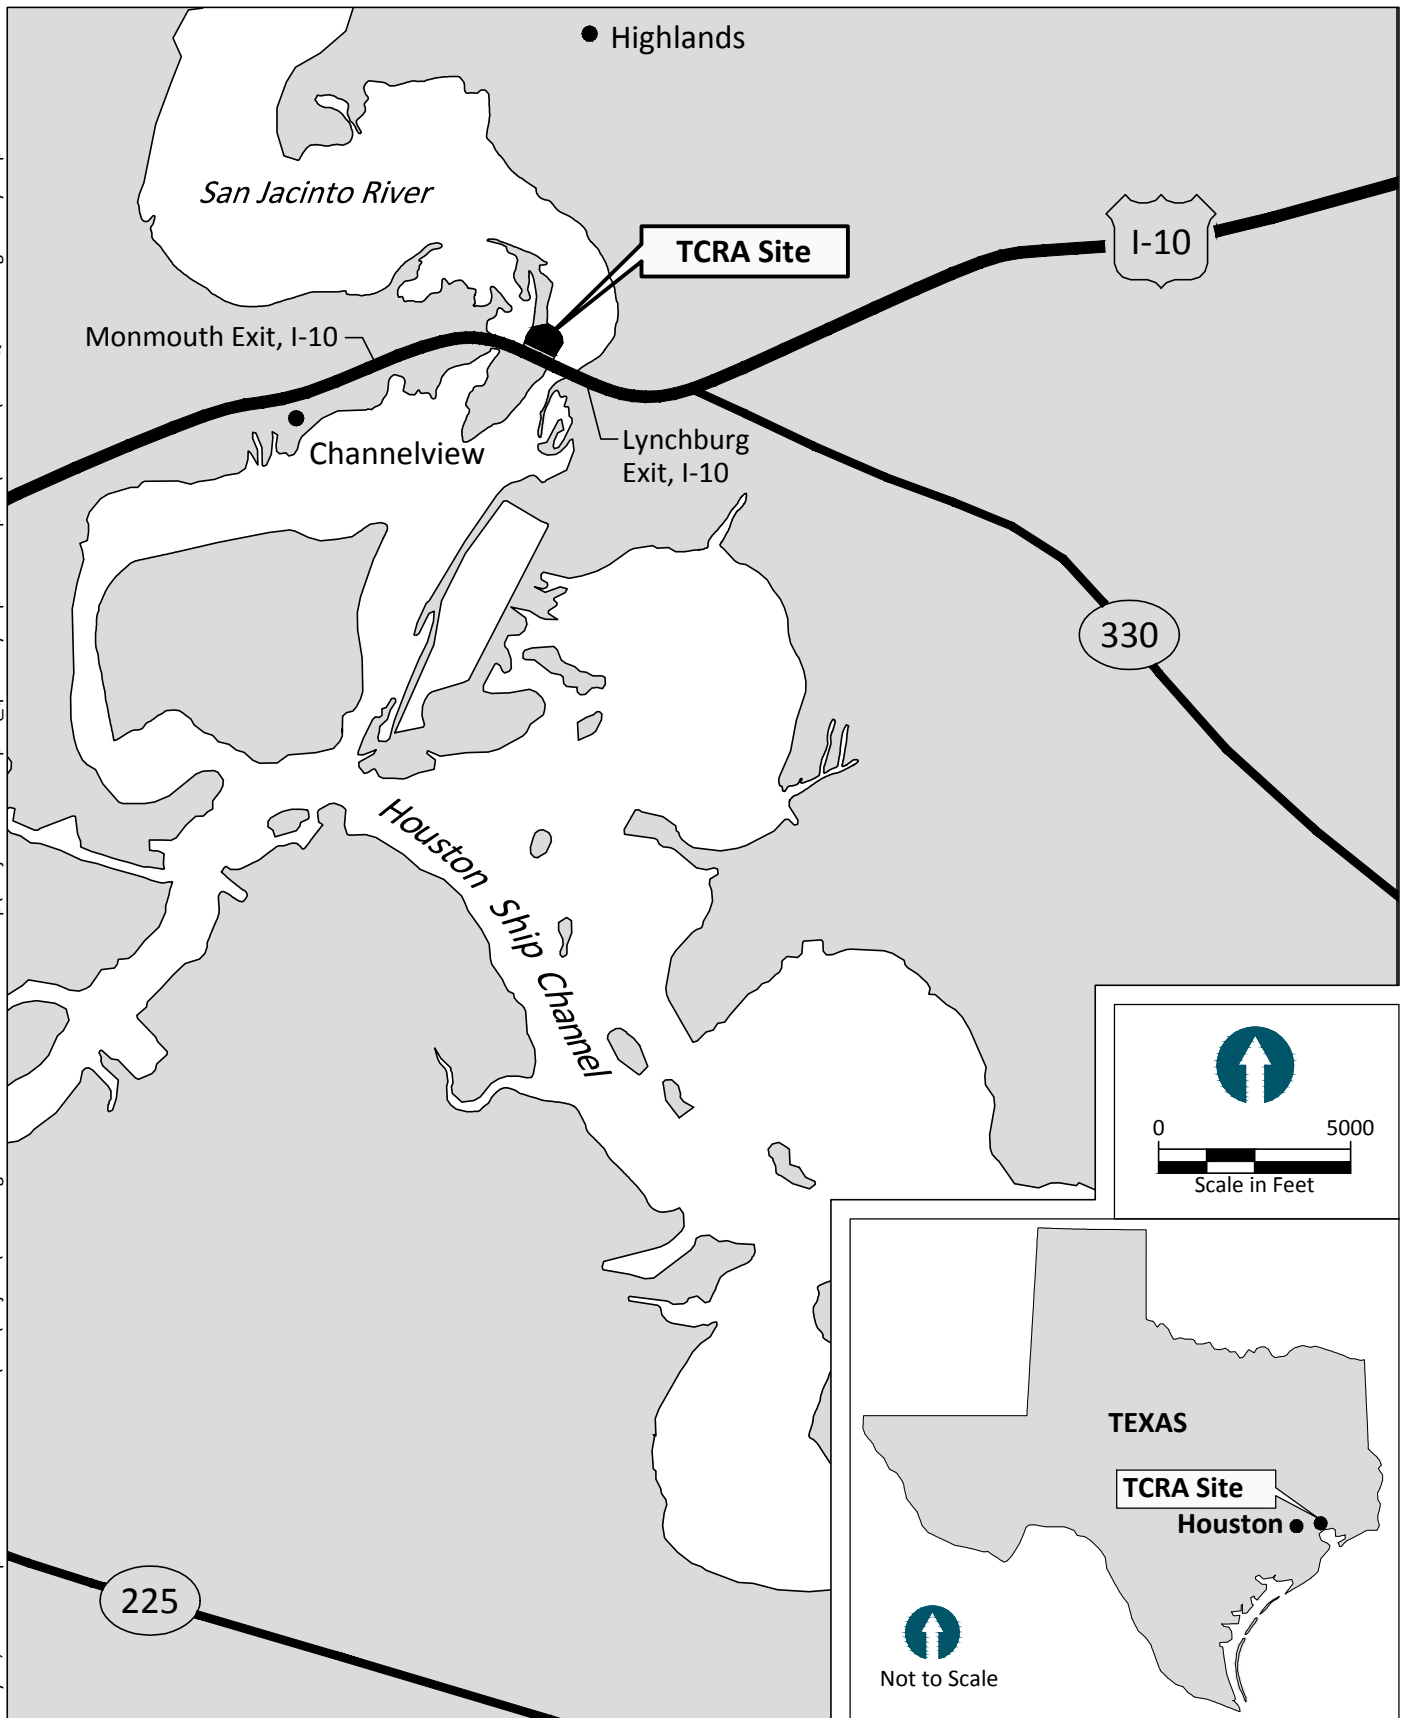 Highlands
San Jacinto River
TCRA Site
I-10
Monmouth Exit, I-10
Channelview
Lynchburg
Exit, I-10
330
Houston Ship Channel
0 5000
Scale in Feet
TEXAS
TCRA Site
Houston
225
Not to Scale